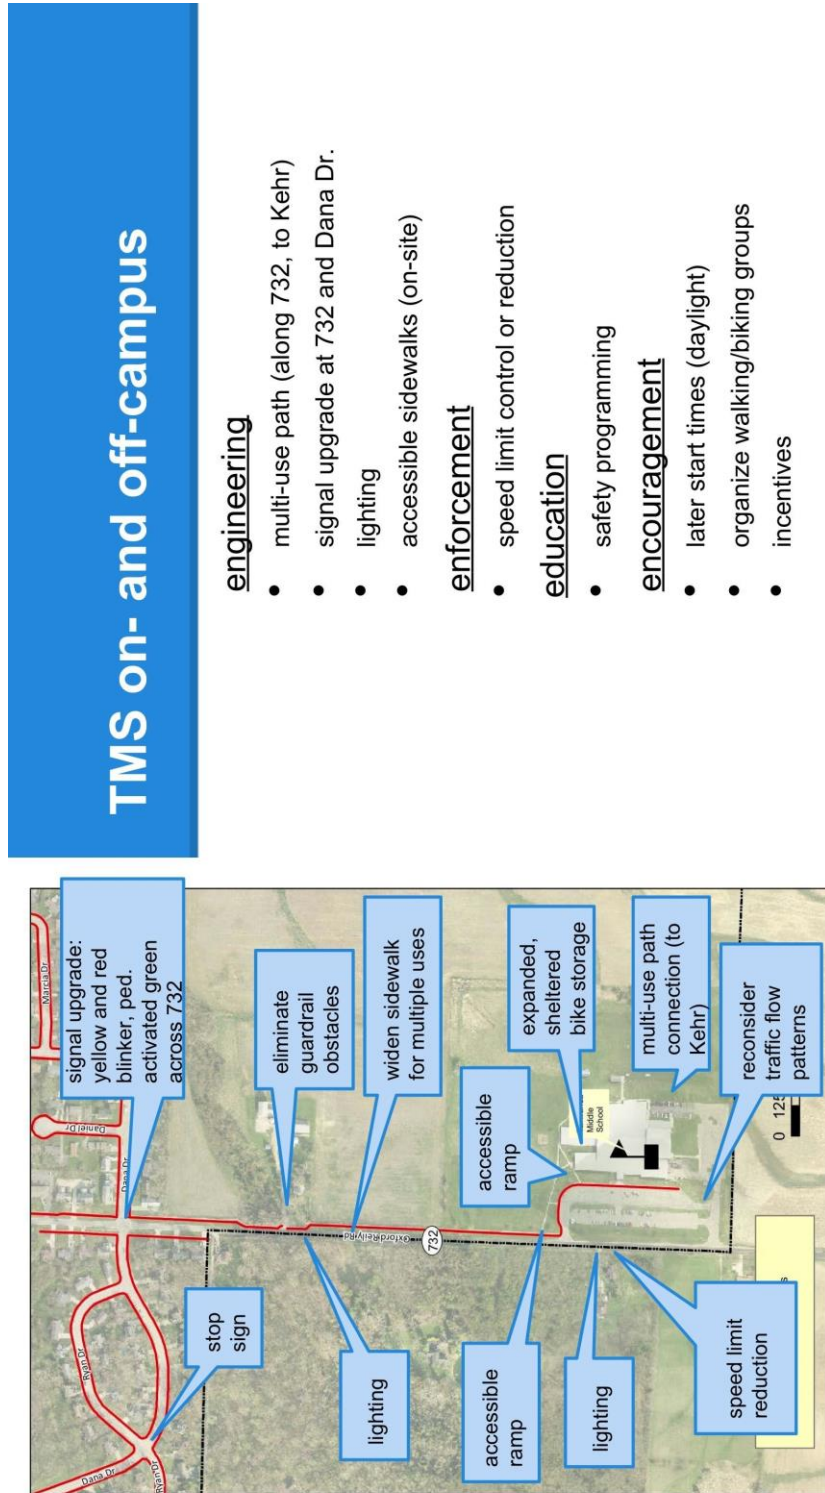 TMS on- and off-campus
signal upgrade:
yellow and red
blinker, ped.
activated green
across 732
eliminate
guardrail
obstacles
widen sidewalk
for multiple uses
accessible
ramp
expanded,
sheltered
bike storage
multi-use path
connection (to
Kehr)
reconsider
traffic flow
patterns
stop
sign
lighting
accessible
ramp
lighting
speed limit
reduction
Marcia Dr
Daniel Dr
Dana Dr
Ryan Dr
Dana Dr
Ryan Dr
Oxford Reily Rd
732
Middle
School
0 125
engineering
• multi-use path (along 732, to Kehr)
• signal upgrade at 732 and Dana Dr.
• lighting
• accessible sidewalks (on-site)
enforcement
• speed limit control or reduction
education
• safety programming
encouragement
• later start times (daylight)
• organize walking/biking groups
• incentives